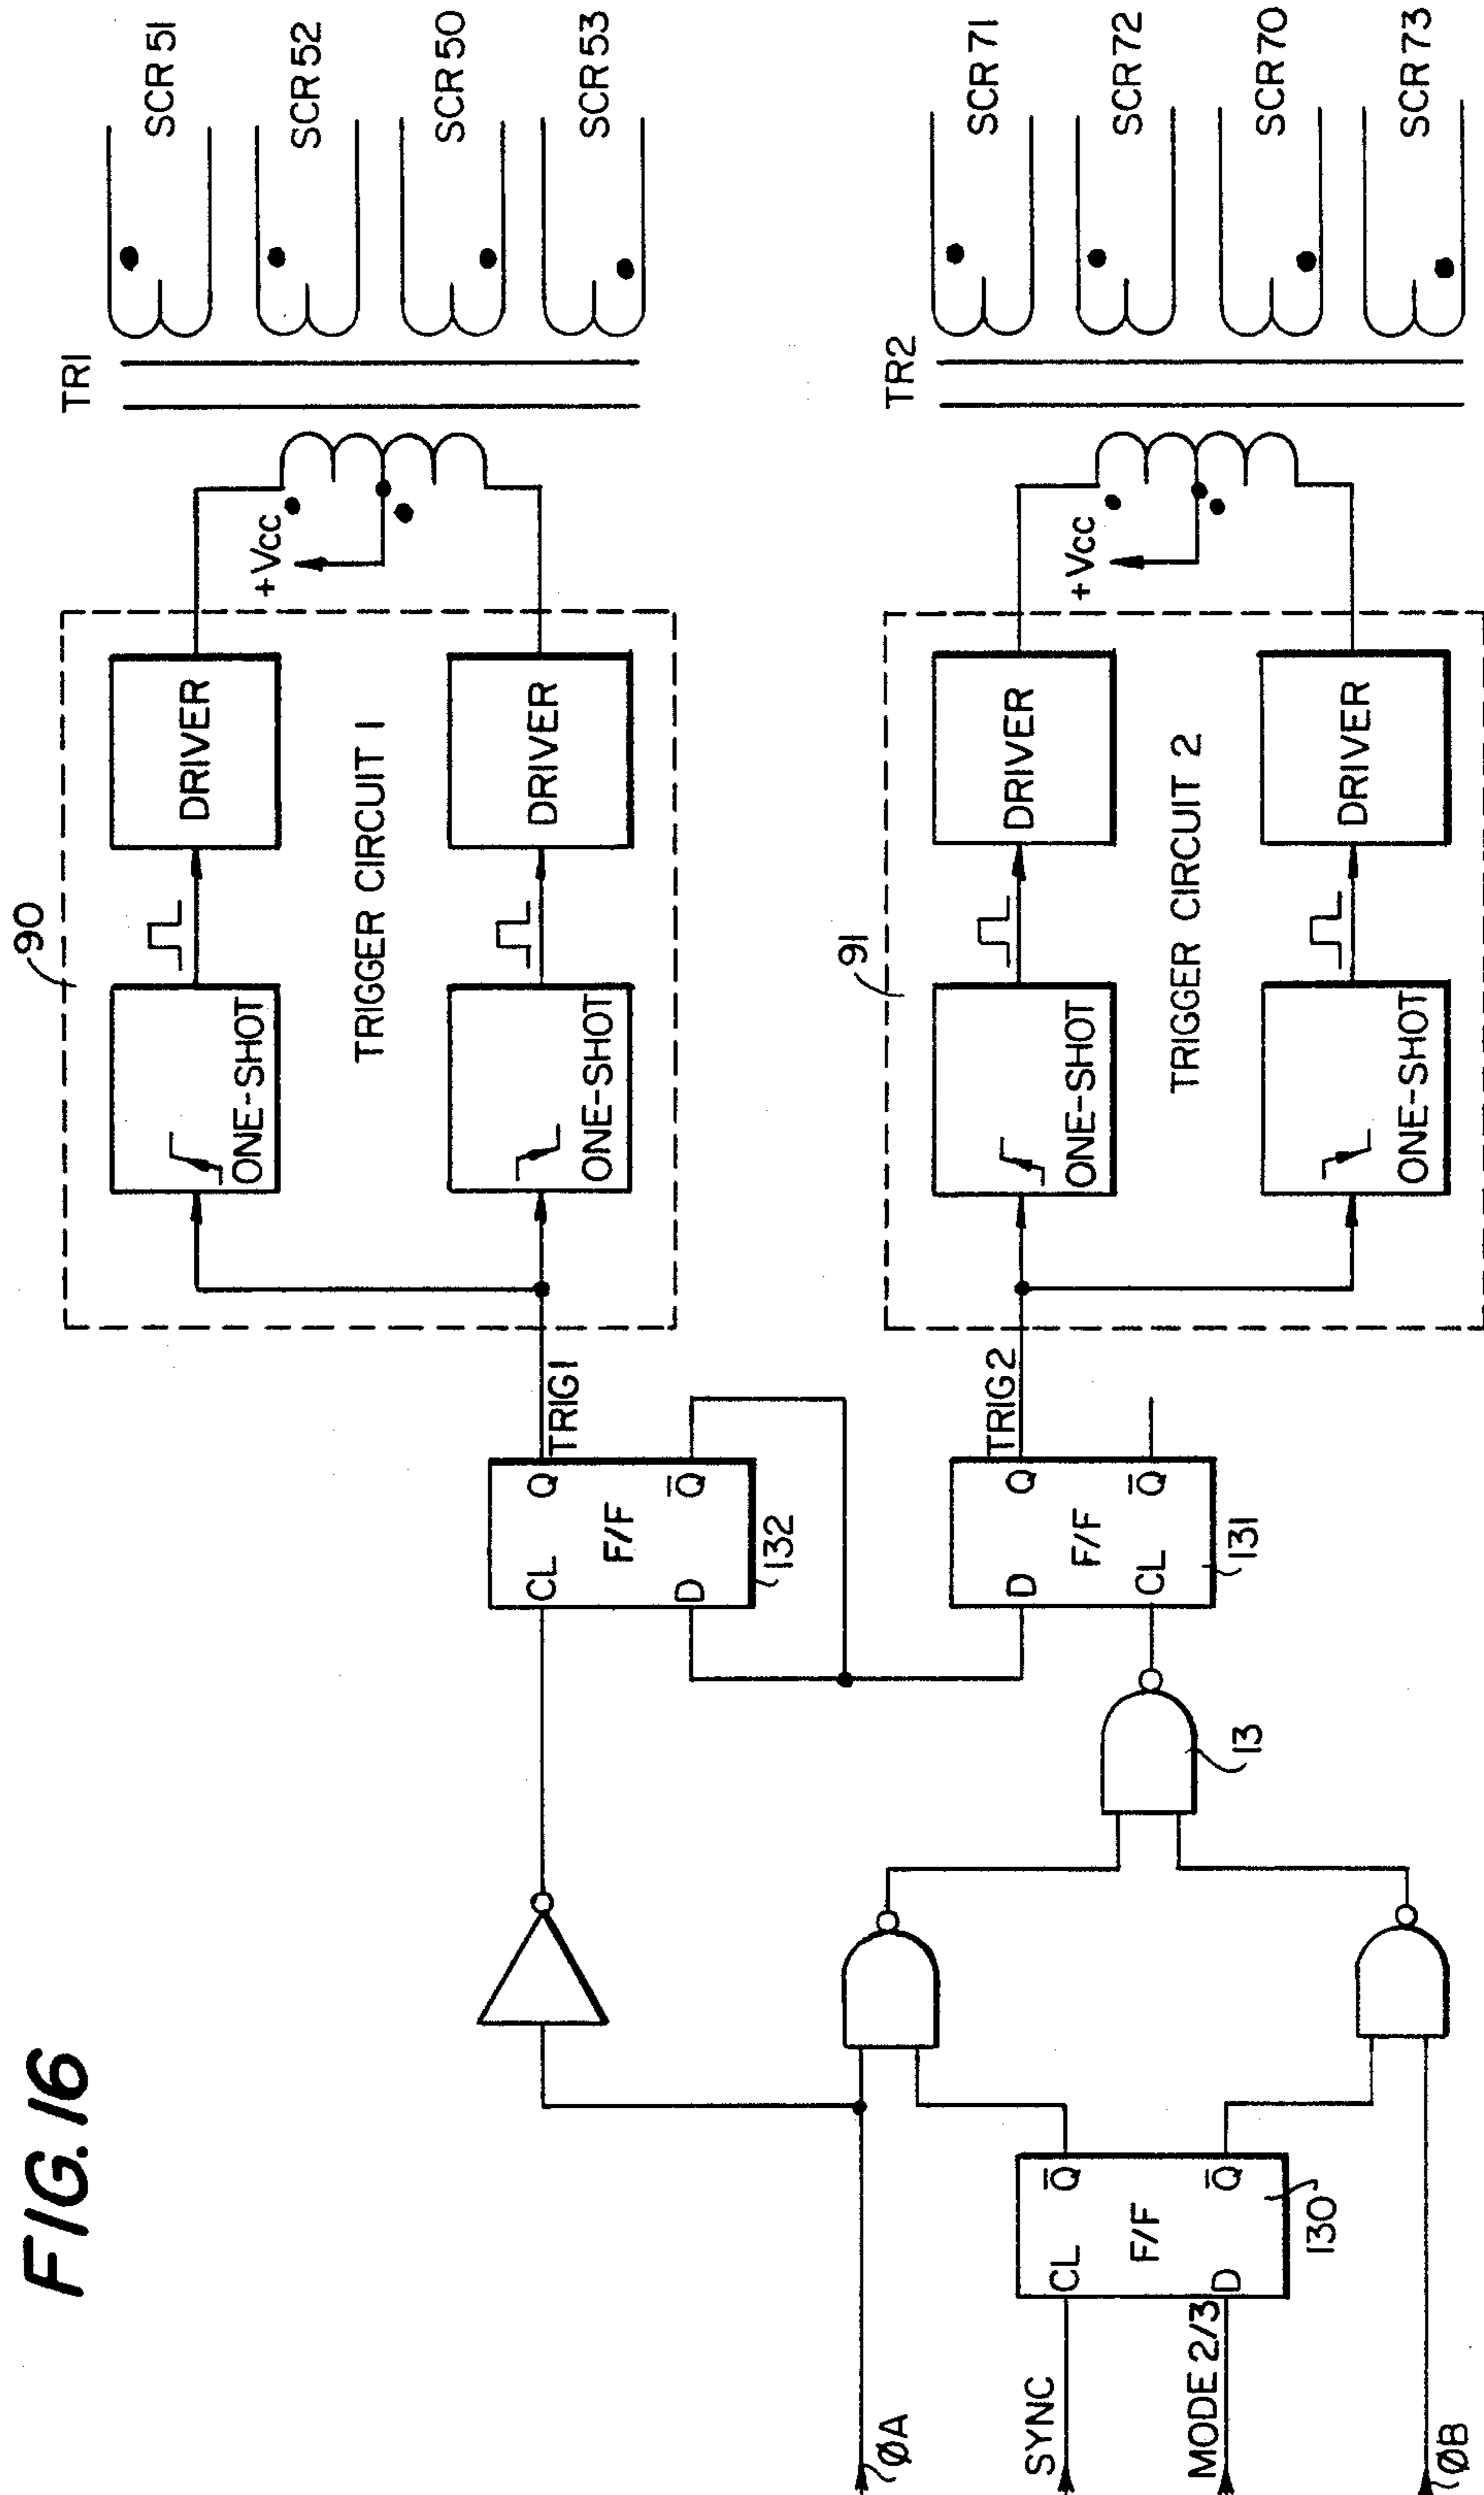 FIG. 16
ØA
SYNC
MODE 2/3
ØB
CL
Q̅
F/F
D
Q̅
130
13
CL
Q
F/F
D
Q̅
132
TRIG1
D
Q
F/F
CL
Q̅
131
TRIG2
90
ONE-SHOT
DRIVER
TRIGGER CIRCUIT 1
ONE-SHOT
DRIVER
91
ONE-SHOT
DRIVER
TRIGGER CIRCUIT 2
ONE-SHOT
DRIVER
+Vcc
TR1
SCR 51
SCR 52
SCR 50
SCR 53
+Vcc
TR2
SCR 71
SCR 72
SCR 70
SCR 73